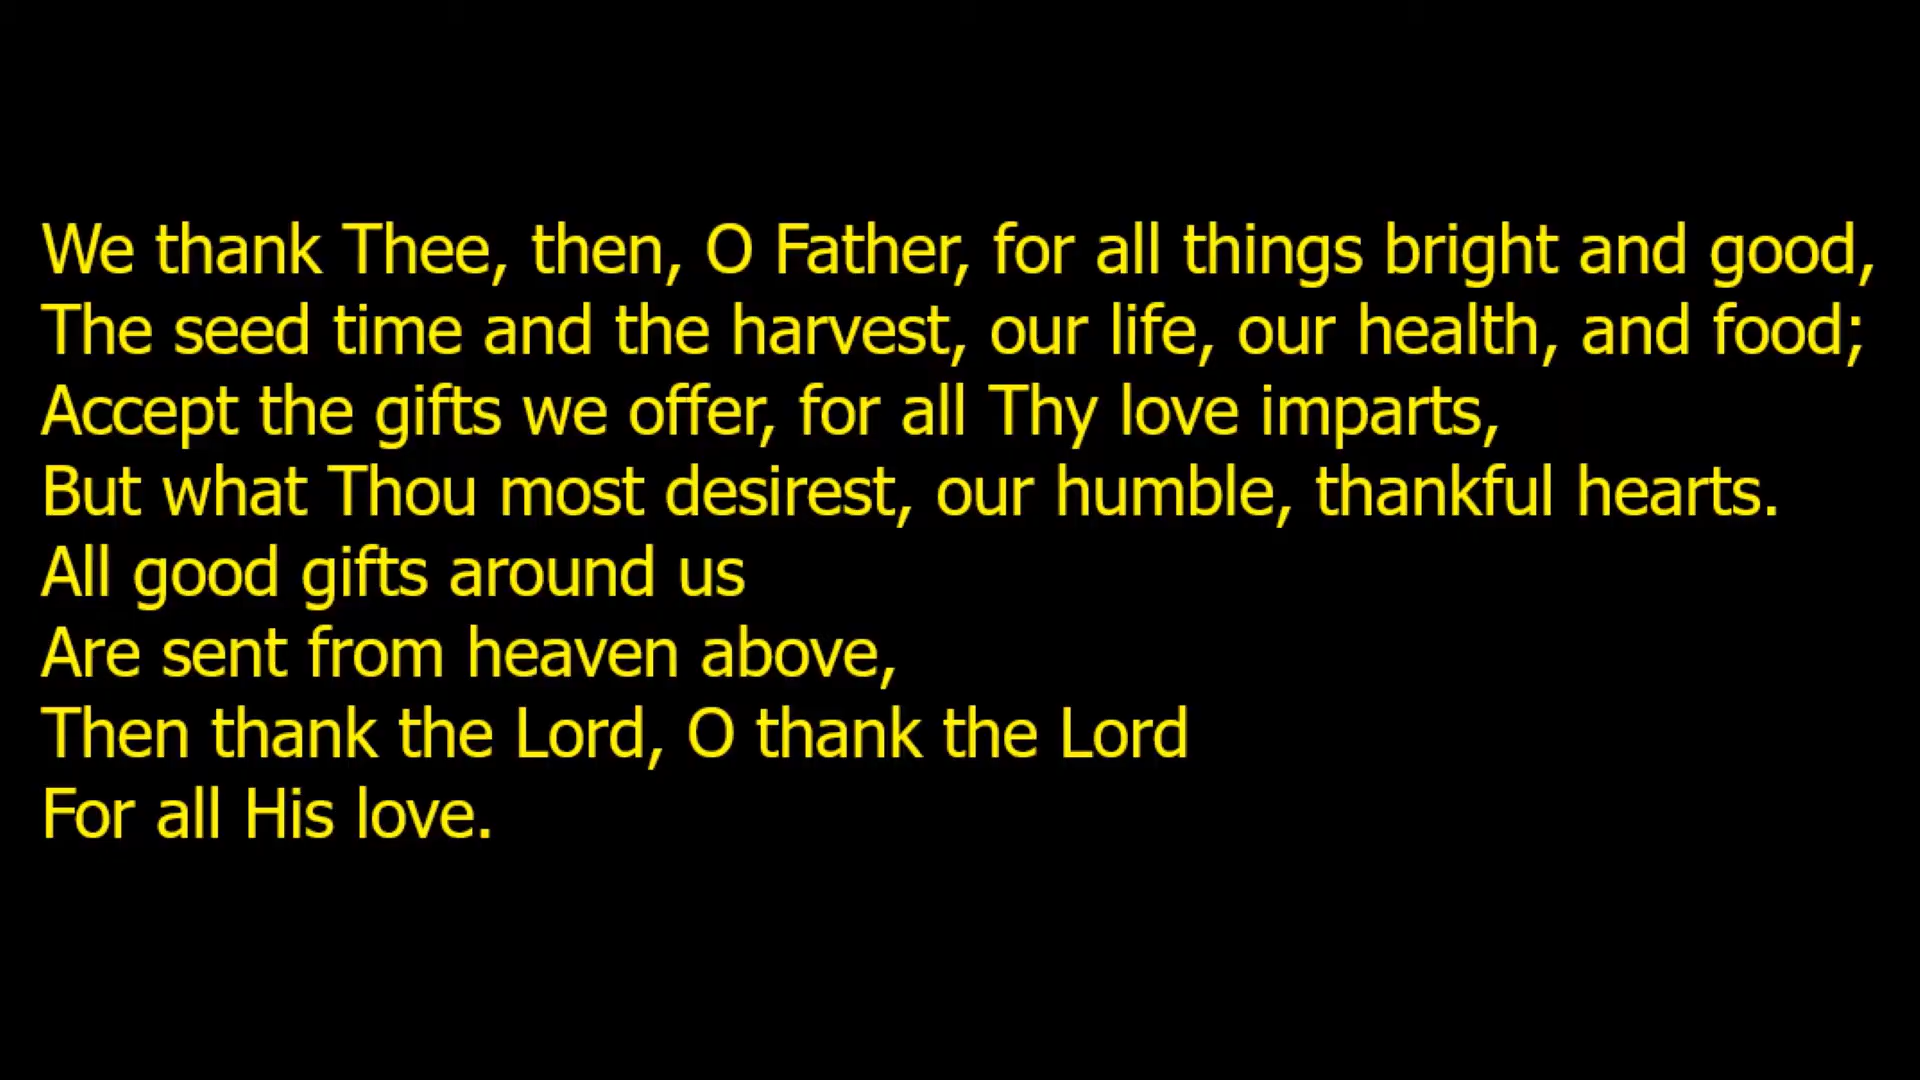 We thank Thee, then, O Father, for all things bright and good,
The seed time and the harvest, our life, our health, and food;
Accept the gifts we offer, for all Thy love imparts,
But what Thou most desirest, our humble, thankful hearts.
All good gifts around us
Are sent from heaven above,
Then thank the Lord, O thank the Lord
For all His love.